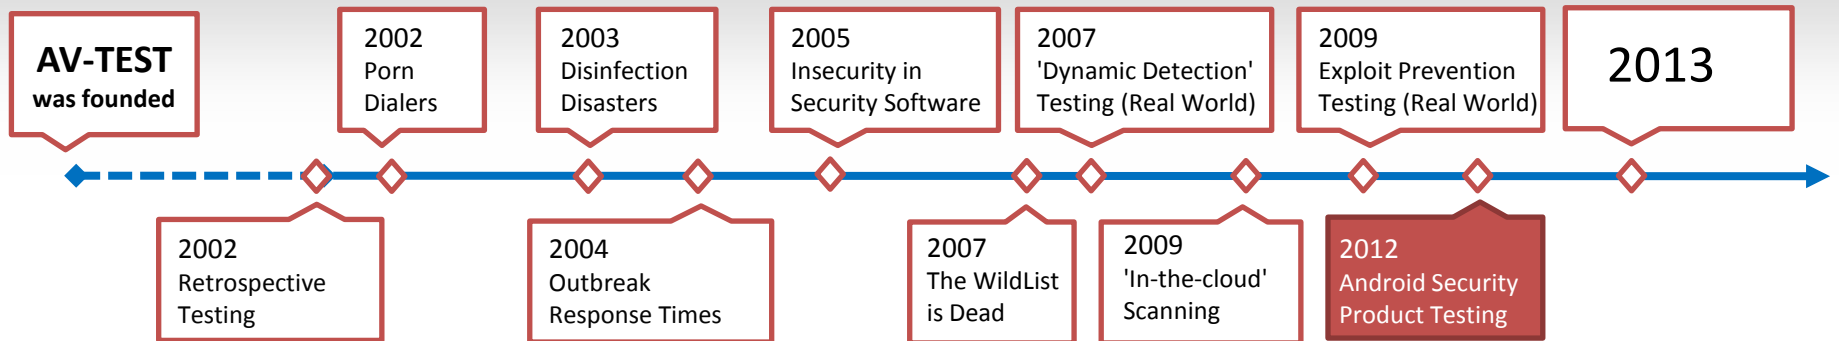 AV-TEST
was founded
2002
Porn
Dialers
2003
Disinfection
Disasters
2005
Insecurity in
Security Software
2007
'Dynamic Detection'
Testing (Real World)
2009
Exploit Prevention
Testing (Real World)
2013
2002
Retrospective
Testing
2004
Outbreak
Response Times
2007
The WildList
is Dead
2009
'In-the-cloud'
Scanning
2012
Android Security
Product Testing